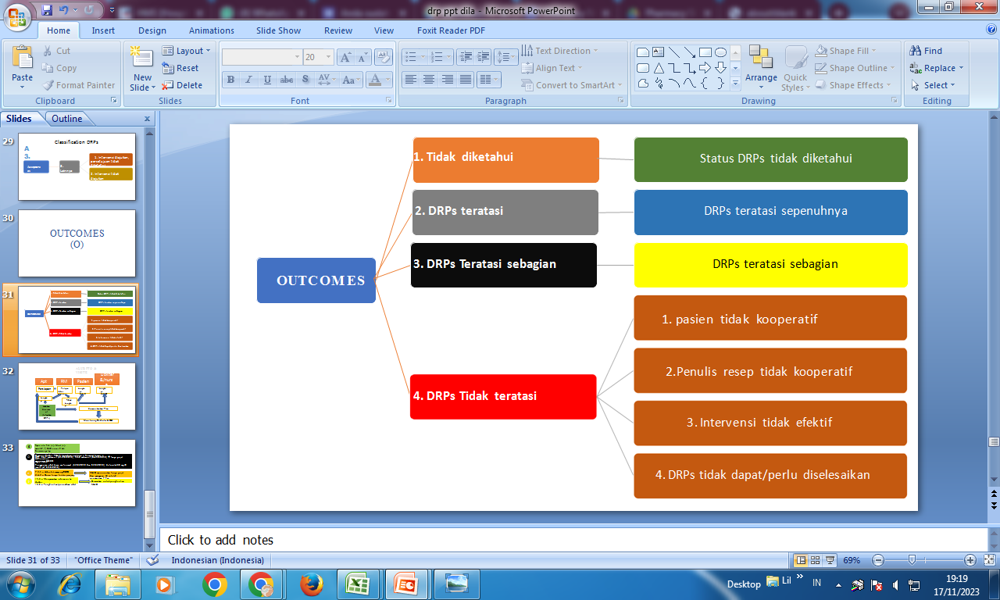 drp ppt dila - Microsoft PowerPoint
Home Insert Design Animations Slide Show Review View Foxit Reader PDF
Paste
Cut
Copy
Format Painter
Clipboard
New Slide
Layout
Reset
Delete
Slides
20
Font
Text Direction
Align Text
Convert to SmartArt
Paragraph
Arrange
Quick Styles
Shape Fill
Shape Outline
Shape Effects
Drawing
Find
Replace
Select
Editing
Slides Outline
29
Classification DRPs
A
3.
30
OUTCOMES
(O)
31
32
Apt RM Pasien
33
OUTCOMES
1. Tidak diketahui
Status DRPs tidak diketahui
2. DRPs teratasi
DRPs teratasi sepenuhnya
3. DRPs Teratasi sebagian
DRPs teratasi sebagian
4. DRPs Tidak teratasi
1. pasien tidak kooperatif
2.Penulis resep tidak kooperatif
3. Intervensi tidak efektif
4. DRPs tidak dapat/perlu diselesaikan
Click to add notes
Slide 31 of 33 "Office Theme" Indonesian (Indonesia) 69%
Desktop Lil IN 19:19
17/11/2023